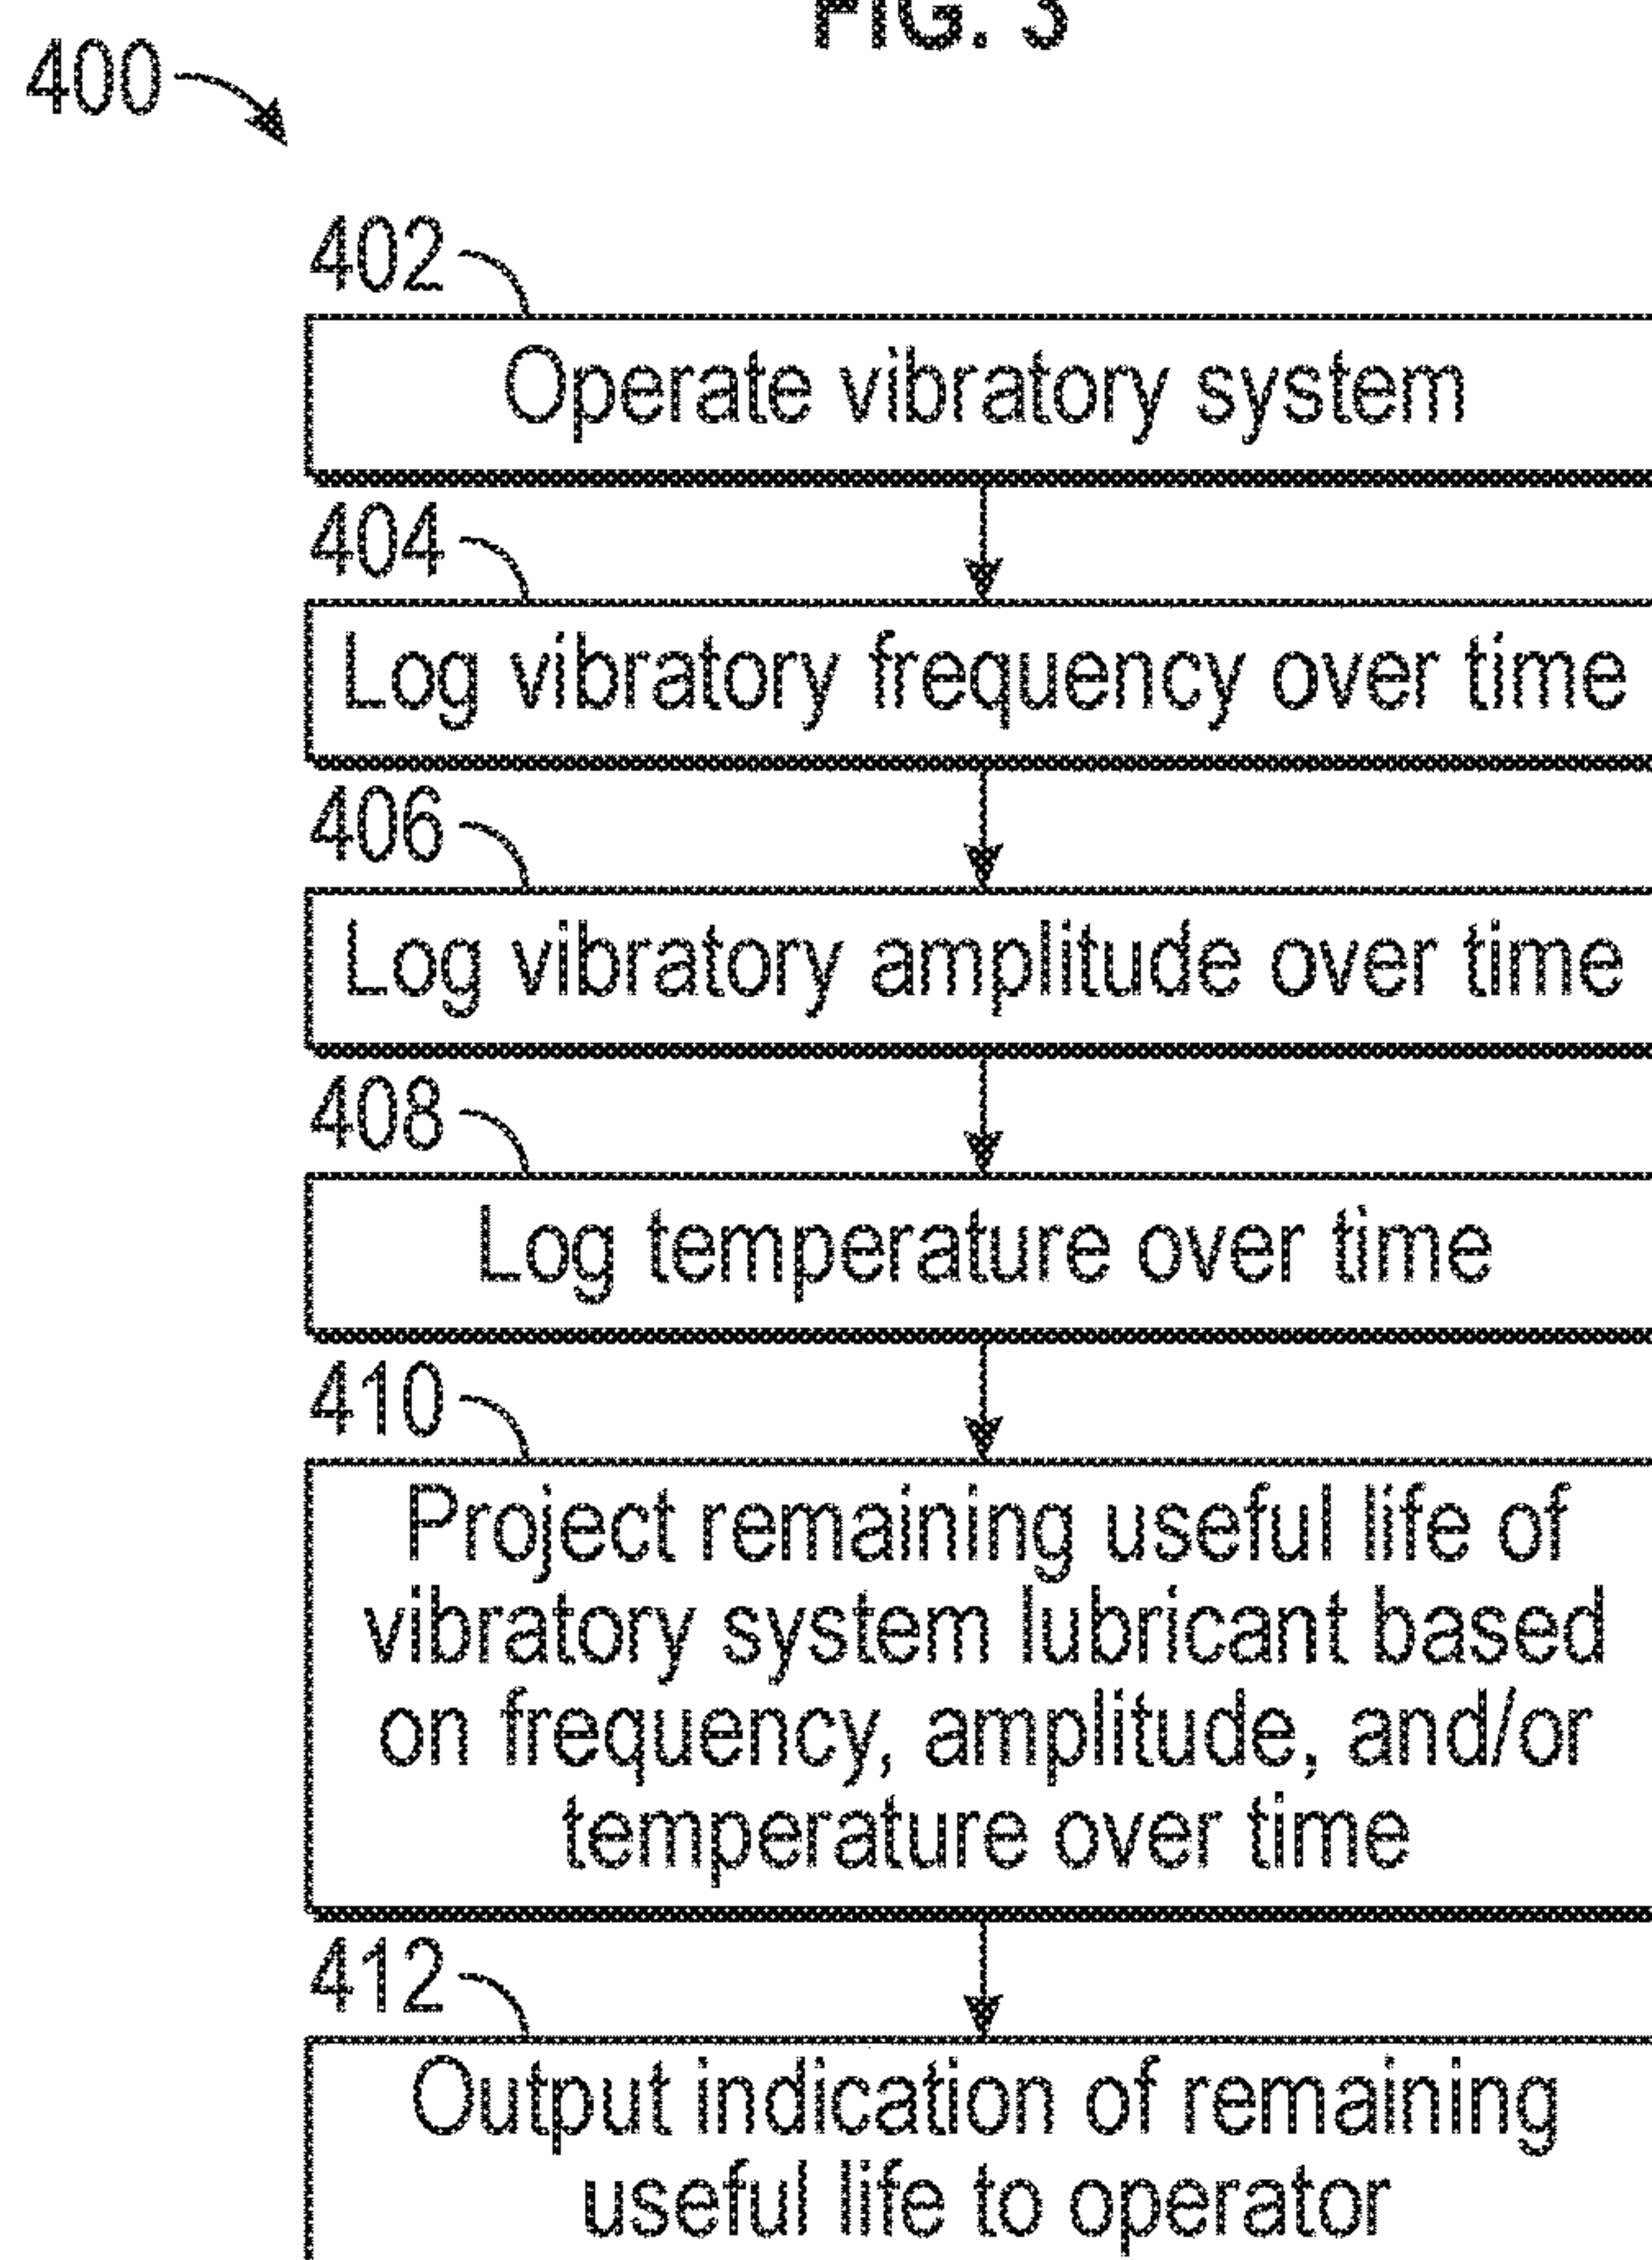 FIG. 3
400
402
Operate vibratory system
404
Log vibratory frequency over time
406
Log vibratory amplitude over time
408
Log temperature over time
410
Project remaining useful life of
vibratory system lubricant based
on frequency, amplitude, and/or
temperature over time
412
Output indication of remaining
useful life to operator